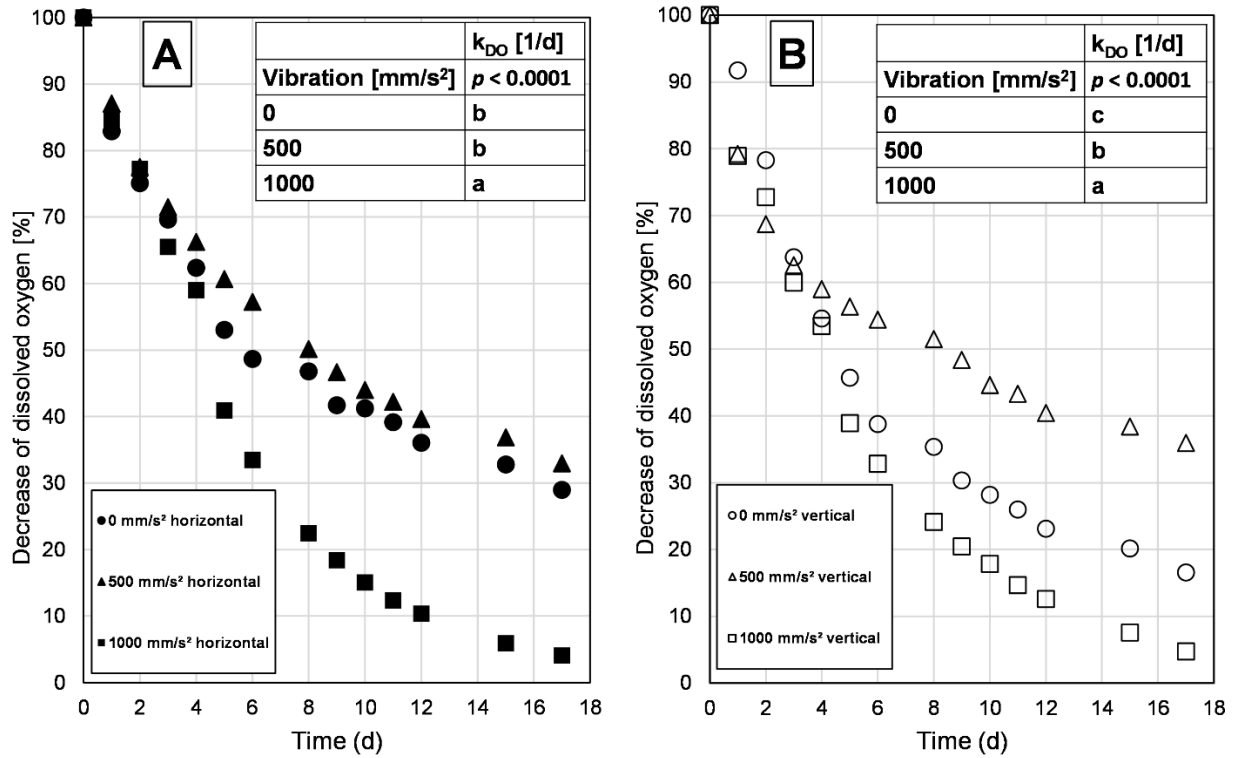 A
k_DO [1/d]
Vibration [mm/s²] p < 0.0001
0 b
500 b
1000 a
Decrease of dissolved oxygen [%]
100
90
80
70
60
50
40
30
20
10
0
0 mm/s² horizontal
500 mm/s² horizontal
1000 mm/s² horizontal
0 2 4 6 8 10 12 14 16 18
Time (d)
B
k_DO [1/d]
Vibration [mm/s²] p < 0.0001
0 c
500 b
1000 a
Decrease of dissolved oxygen [%]
100
90
80
70
60
50
40
30
20
10
0
0 mm/s² vertical
500 mm/s² vertical
1000 mm/s² vertical
0 2 4 6 8 10 12 14 16 18
Time (d)